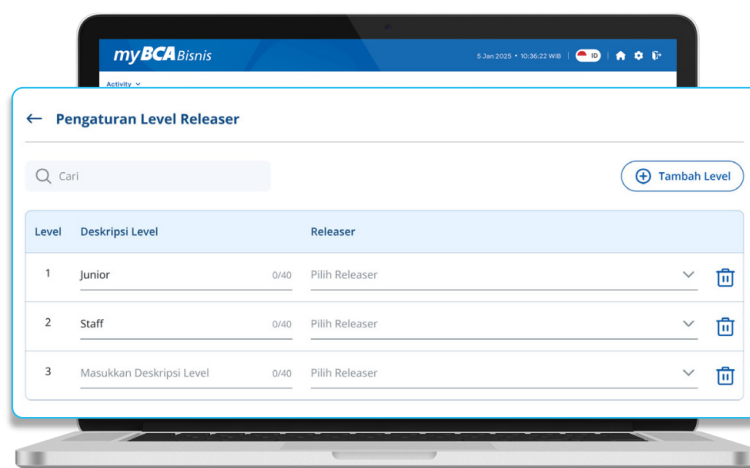 myBCA Bisnis
5 Jan 2025 • 10:36:22 WIB | ID
Activity
Pengaturan Level Releaser
Cari
Tambah Level
Level Deskripsi Level Releaser
1 Junior 0/40 Pilih Releaser
2 Staff 0/40 Pilih Releaser
3 Masukkan Deskripsi Level 0/40 Pilih Releaser